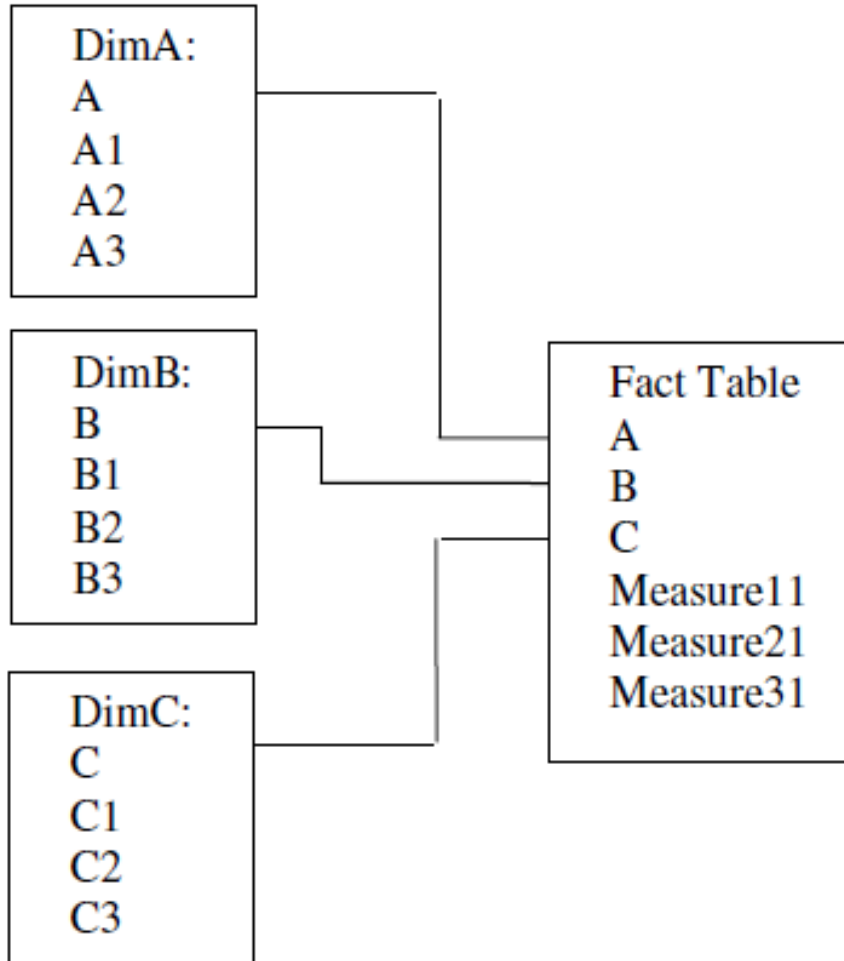 DimA:
A
A1
A2
A3
DimB:
B
B1
B2
B3
DimC:
C
C1
C2
C3
Fact Table
A
B
C
Measure11
Measure21
Measure31